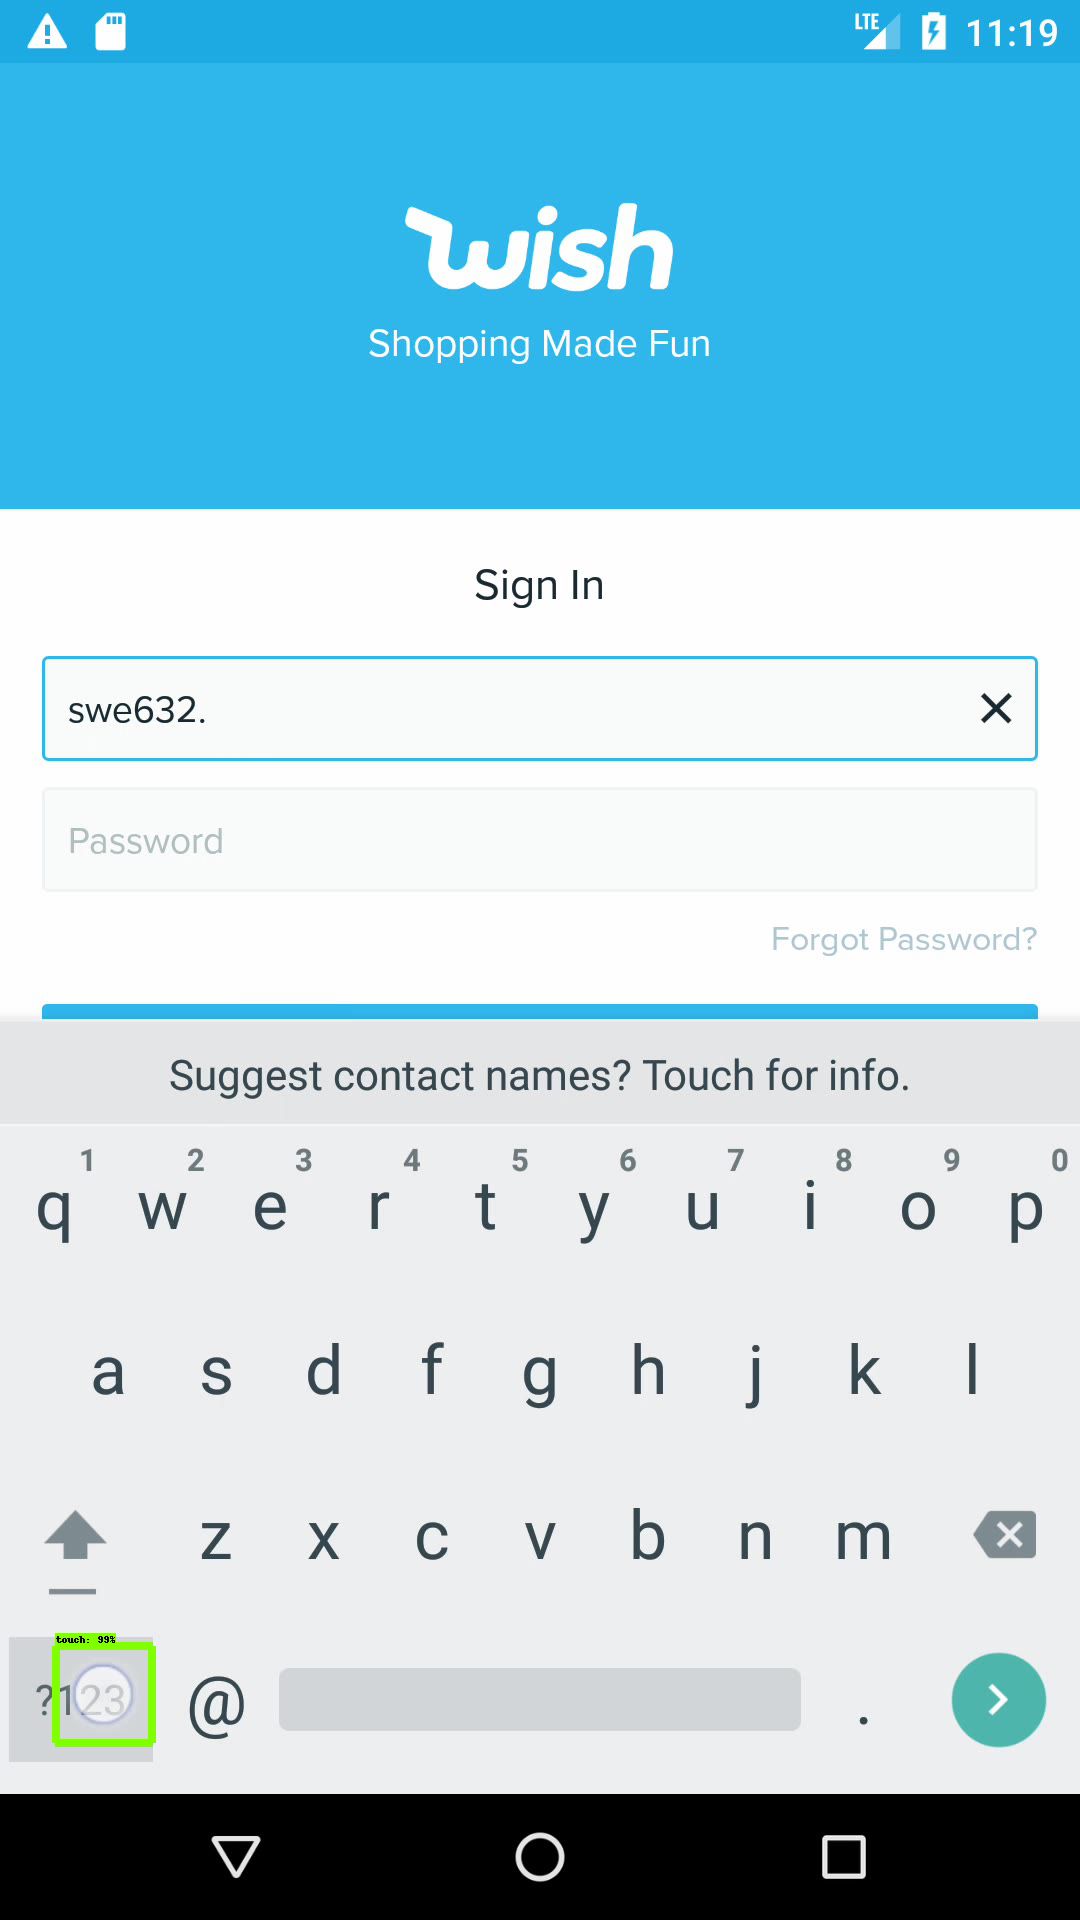 LTE 11:19
wish
Shopping Made Fun
Sign In
swe632.
Password
Forgot Password?
Suggest contact names? Touch for info.
1 2 3 4 5 6 7 8 9 0
q w e r t y u i o p
a s d f g h j k l
z x c v b n m
touch: 99%
?123 @ .